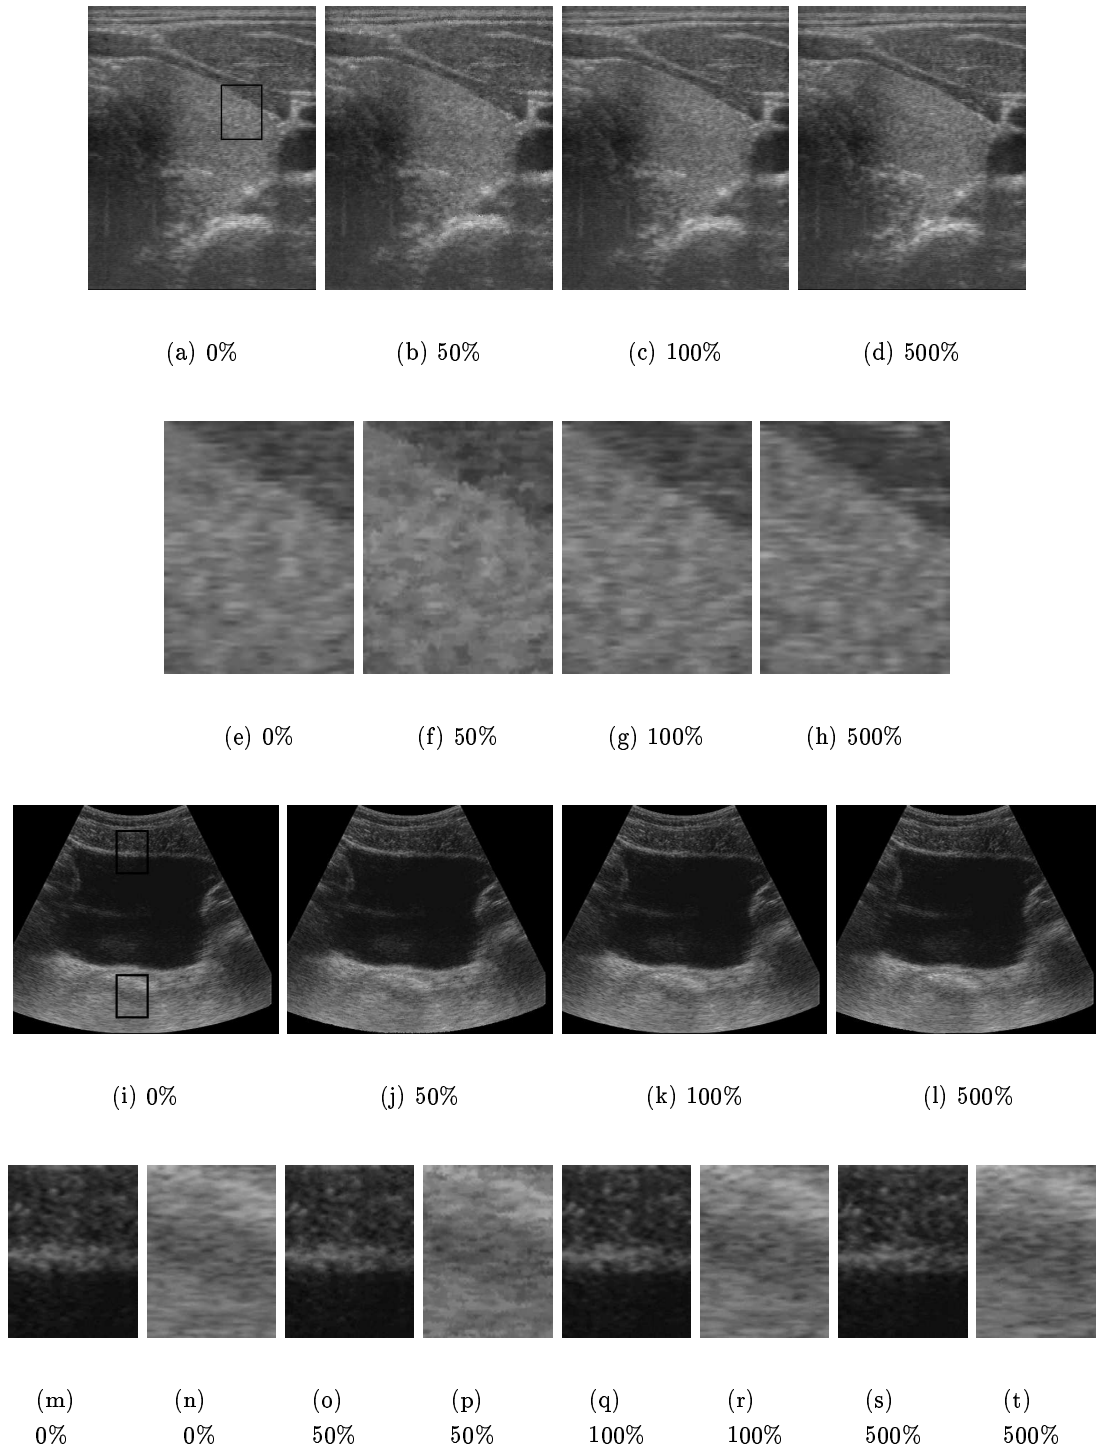 (a) 0% (b) 50% (c) 100% (d) 500%
(e) 0% (f) 50% (g) 100% (h) 500%
(i) 0% (j) 50% (k) 100% (l) 500%
(m) (n) (o) (p) (q) (r) (s) (t)
0% 0% 50% 50% 100% 100% 500% 500%